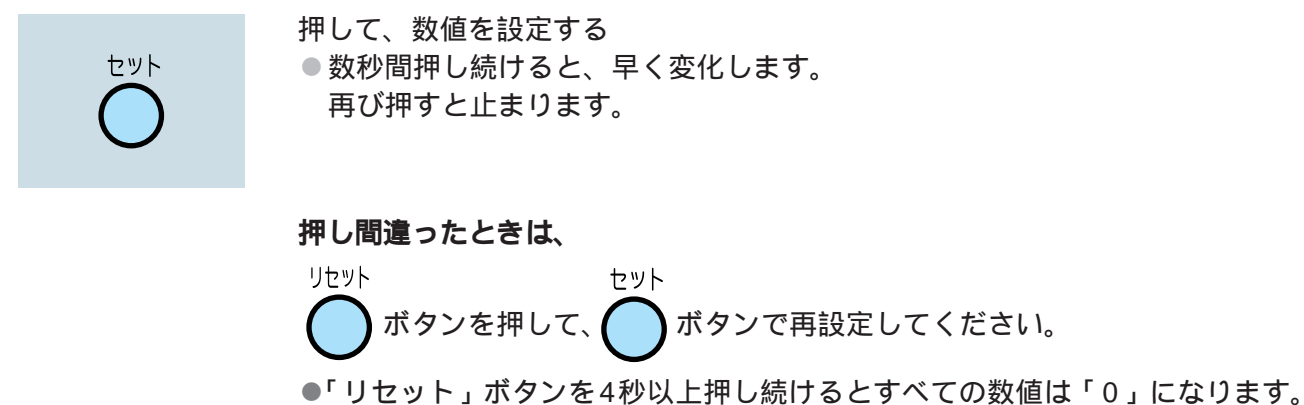 セット
押して、数値を設定する
●数秒間押し続けると、早く変化します。
再び押すと止まります。
押し間違ったときは、
リセット セット
ボタンを押して、 ボタンで再設定してください。
●「リセット」ボタンを4秒以上押し続けるとすべての数値は「0」になります。